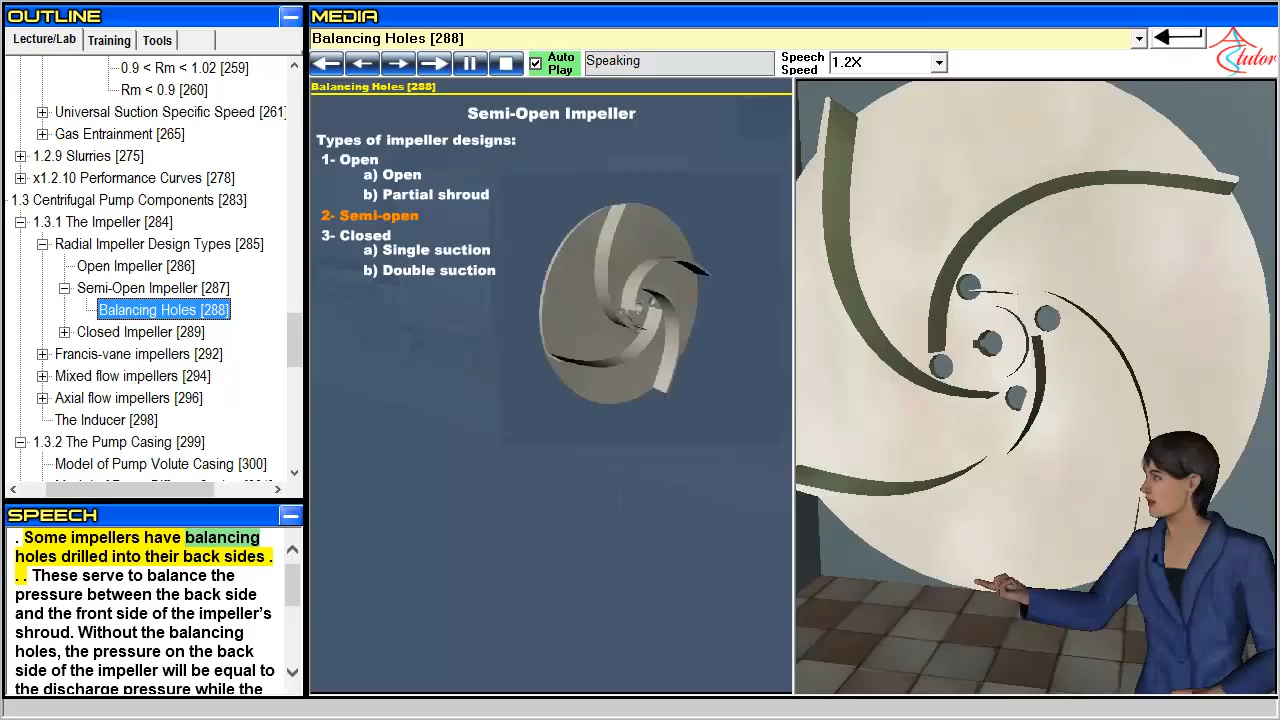 OUTLINE
Lecture/Lab Training Tools
0.9 < Rm < 1.02 [259]
Rm < 0.9 [260]
Universal Suction Specific Speed [261]
Gas Entrainment [265]
1.2.9 Slurries [275]
x1.2.10 Performance Curves [278]
1.3 Centrifugal Pump Components [283]
1.3.1 The Impeller [284]
Radial Impeller Design Types [285]
Open Impeller [286]
Semi-Open Impeller [287]
Balancing Holes [288]
Closed Impeller [289]
Francis-vane impellers [292]
Mixed flow impellers [294]
Axial flow impellers [296]
The Inducer [298]
1.3.2 The Pump Casing [299]
Model of Pump Volute Casing [300]
SPEECH
. Some impellers have balancing
holes drilled into their back sides .
. . These serve to balance the
pressure between the back side
and the front side of the impeller's
shroud. Without the balancing
holes, the pressure on the back
side of the impeller will be equal to
the discharge pressure while the
MEDIA
Balancing Holes [288]
Auto
Play
Speaking
Speech
Speed
1.2X
tutor
Balancing Holes [288]
Semi-Open Impeller
Types of impeller designs:
1- Open
a) Open
b) Partial shroud
2- Semi-open
3- Closed
a) Single suction
b) Double suction